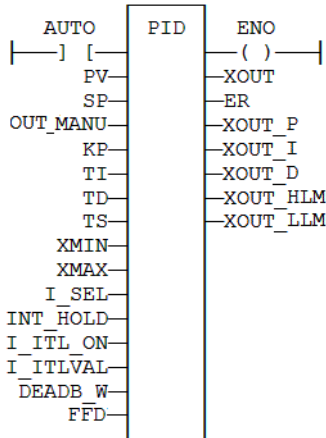 AUTO PID ENO
] [ ( )
PV XOUT
SP ER
OUT_MANU XOUT_P
KP XOUT_I
TI XOUT_D
TD XOUT_HLM
TS XOUT_LLM
XMIN
XMAX
I_SEL
INT_HOLD
I_ITL_ON
I_ITLVAL
DEADB_W
FFD